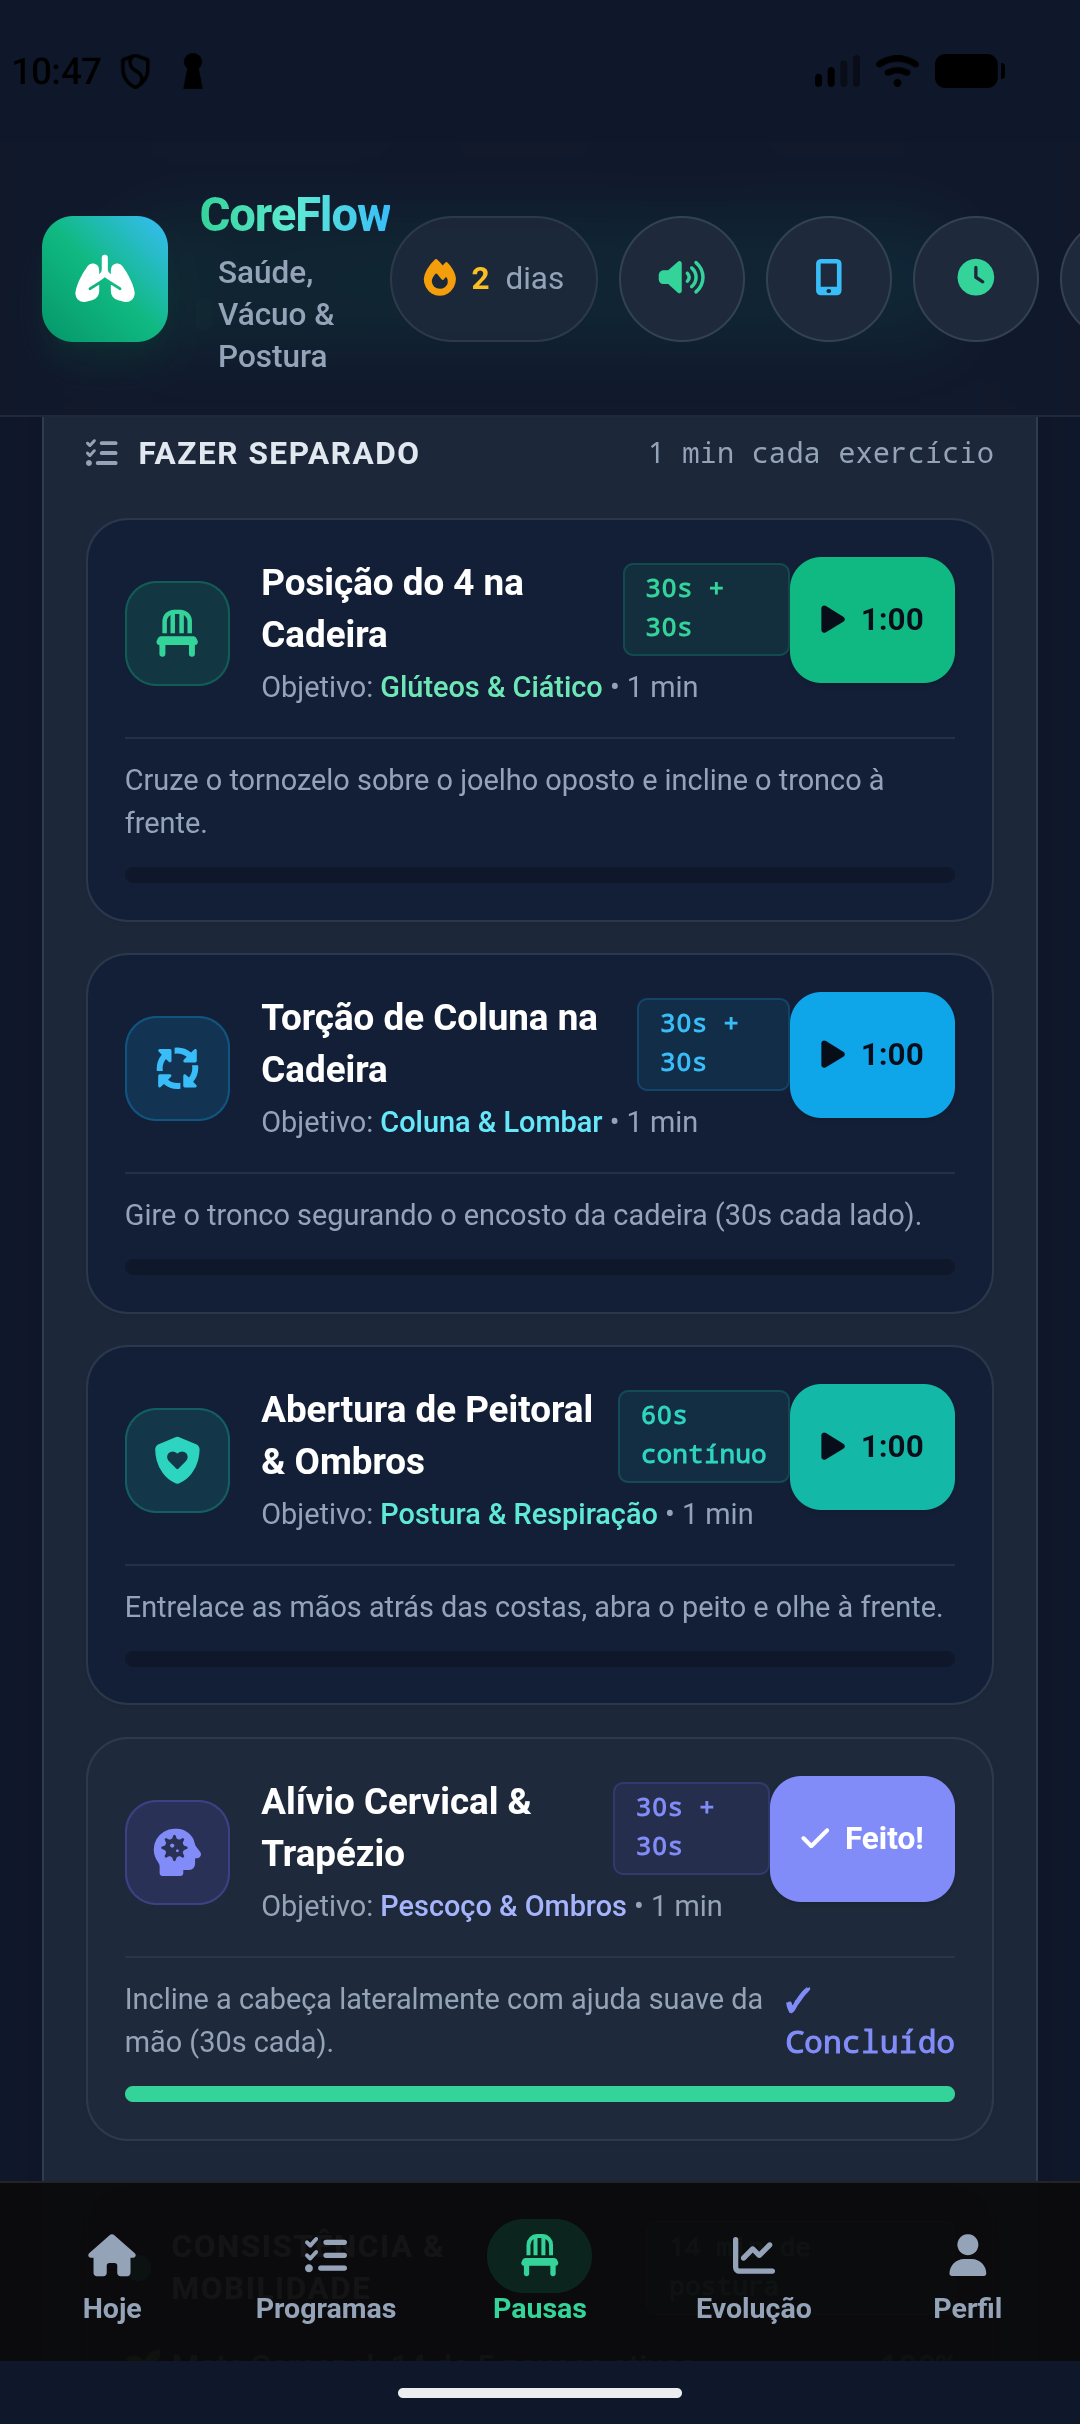 10:47
CoreFlow
Saúde,
Vácuo &
Postura
2 dias
FAZER SEPARADO
1 min cada exercício
Posição do 4 na
Cadeira
30s +
30s
1:00
Objetivo: Glúteos & Ciático • 1 min
Cruze o tornozelo sobre o joelho oposto e incline o tronco à
frente.
Torção de Coluna na
Cadeira
30s +
30s
1:00
Objetivo: Coluna & Lombar • 1 min
Gire o tronco segurando o encosto da cadeira (30s cada lado).
Abertura de Peitoral
& Ombros
60s
contínuo
1:00
Objetivo: Postura & Respiração • 1 min
Entrelace as mãos atrás das costas, abra o peito e olhe à frente.
Alívio Cervical &
Trapézio
30s +
30s
Feito!
Objetivo: Pescoço & Ombros • 1 min
Incline a cabeça lateralmente com ajuda suave da
mão (30s cada).
✓
Concluído
CONSISTÊNCIA &
MOBILIDADE
Hoje
Programas
Pausas
Evolução
Perfil